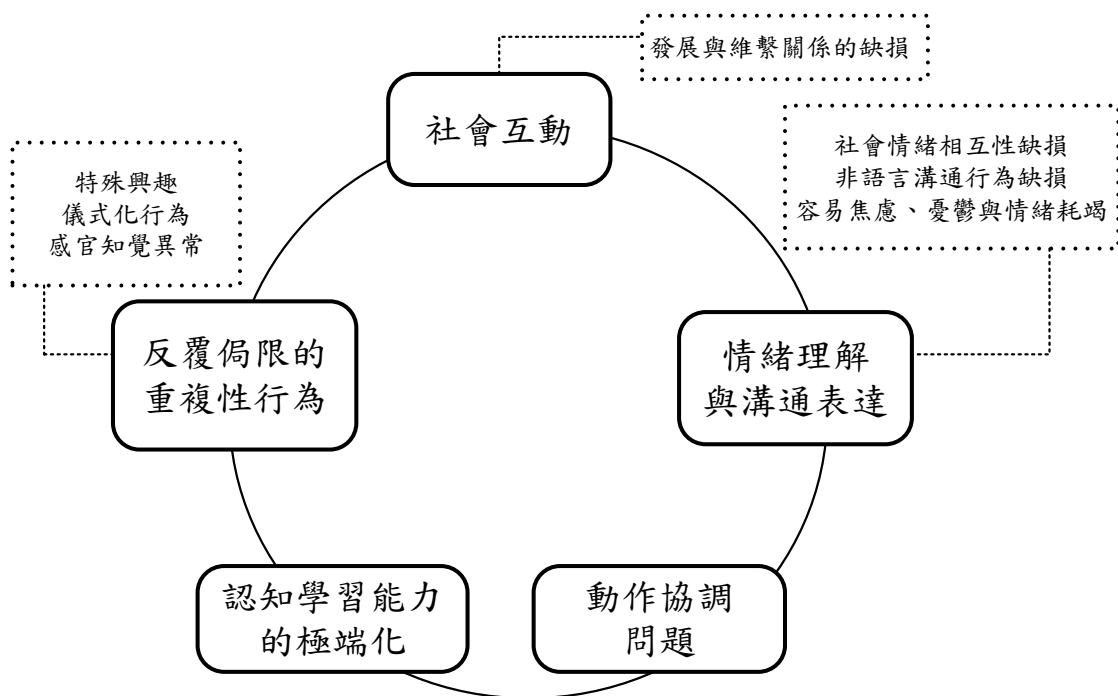 發展與維繫關係的缺損
社會互動
社會情緒相互性缺損
非語言溝通行為缺損
容易焦慮、憂鬱與情緒耗竭
特殊興趣
儀式化行為
感官知覺異常
反覆侷限的
重複性行為
情緒理解
與溝通表達
認知學習能力
的極端化
動作協調
問題